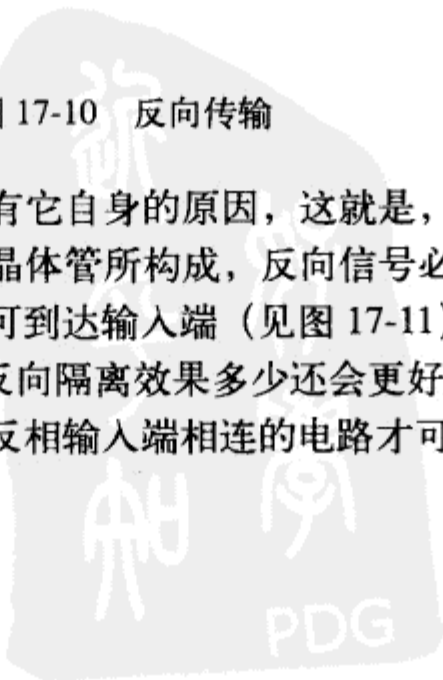 17-10 反向传输
有它自身的原因，这就是，
晶体管所构成，反向信号必
可到达输入端（见图 17-11）
反向隔离效果多少还会更好
反相输入端相连的电路才可
PDG